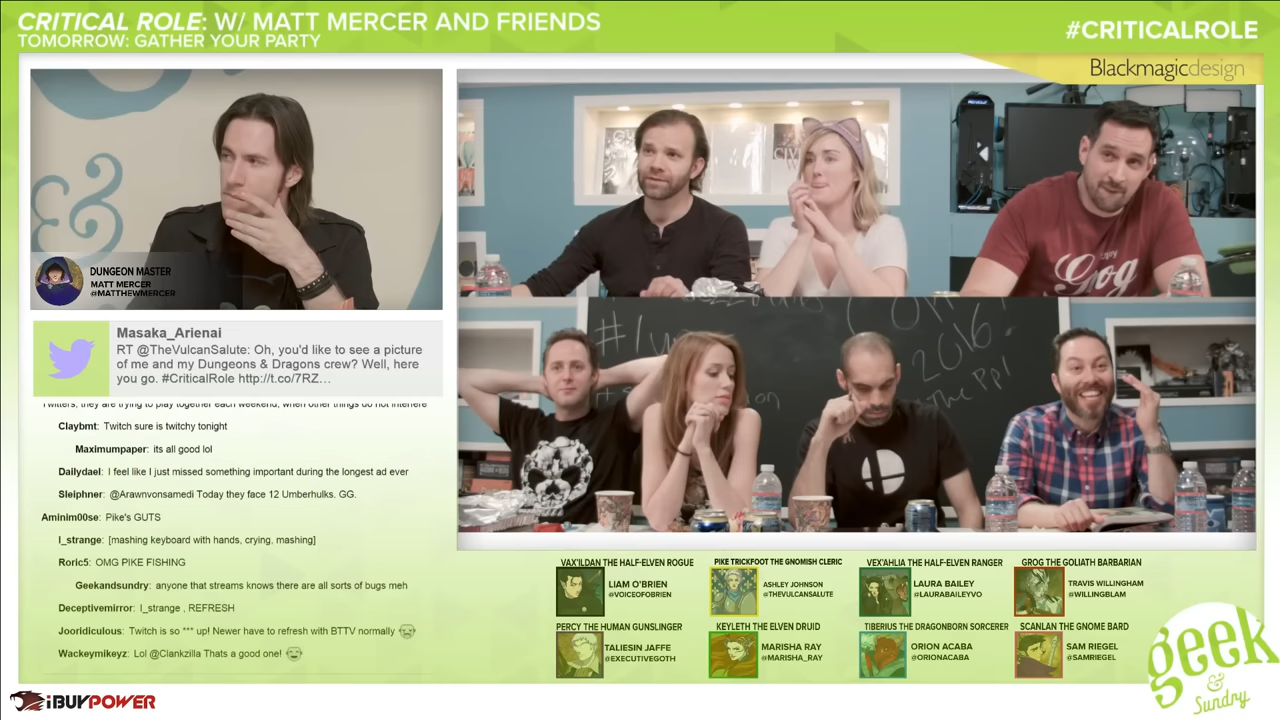 CRITICAL ROLE: W/ MATT MERCER AND FRIENDS
TOMORROW: GATHER YOUR PARTY
#CRITICALROLE
Blackmagicdesign
DUNGEON MASTER
MATT MERCER
@MATTHEWMERCER
Masaka_Arienai
RT @TheVulcanSalute: Oh, you'd like to see a picture
of me and my Dungeons & Dragons crew? Well, here
you go. #CriticalRole http://t.co/7RZ...
Twitters, they are trying to play together each weekend, when other things do not interfere
Claybmt: Twitch sure is twitchy tonight
Maximumpaper: its all good lol
Dailydael: I feel like I just missed something important during the longest ad ever
Sleiphner: @Arawnvonsamedi Today they face 12 Umberhulks. GG.
Aminim00se: Pike's GUTS
I_strange: [mashing keyboard with hands, crying, mashing]
Roric5: OMG PIKE FISHING
Geekandsundry: anyone that streams knows there are all sorts of bugs meh
Deceptivemirror: I_strange , REFRESH
Jooridiculous: Twitch is so *** up! Newer have to refresh with BTTV normally
Wackeymikeyz: Lol @Clankzilla Thats a good one!
&
Grog
2016
the Pol
VAX'ILDAN THE HALF-ELVEN ROGUE
LIAM O'BRIEN
@VOICEOFOBRIEN
PIKE TRICKFOOT THE GNOMISH CLERIC
ASHLEY JOHNSON
@THEVULCANSALUTE
VEX'AHLIA THE HALF-ELVEN RANGER
LAURA BAILEY
@LAURABAILEYVO
GROG THE GOLIATH BARBARIAN
TRAVIS WILLINGHAM
@WILLINGBLAM
PERCY THE HUMAN GUNSLINGER
TALIESIN JAFFE
@EXECUTIVEGOTH
KEYLETH THE ELVEN DRUID
MARISHA RAY
@MARISHA_RAY
TIBERIUS THE DRAGONBORN SORCERER
ORION ACABA
@ORIONACABA
SCANLAN THE GNOME BARD
SAM RIEGEL
@SAMRIEGEL
geek
&
Sundry
iBUYPOWER